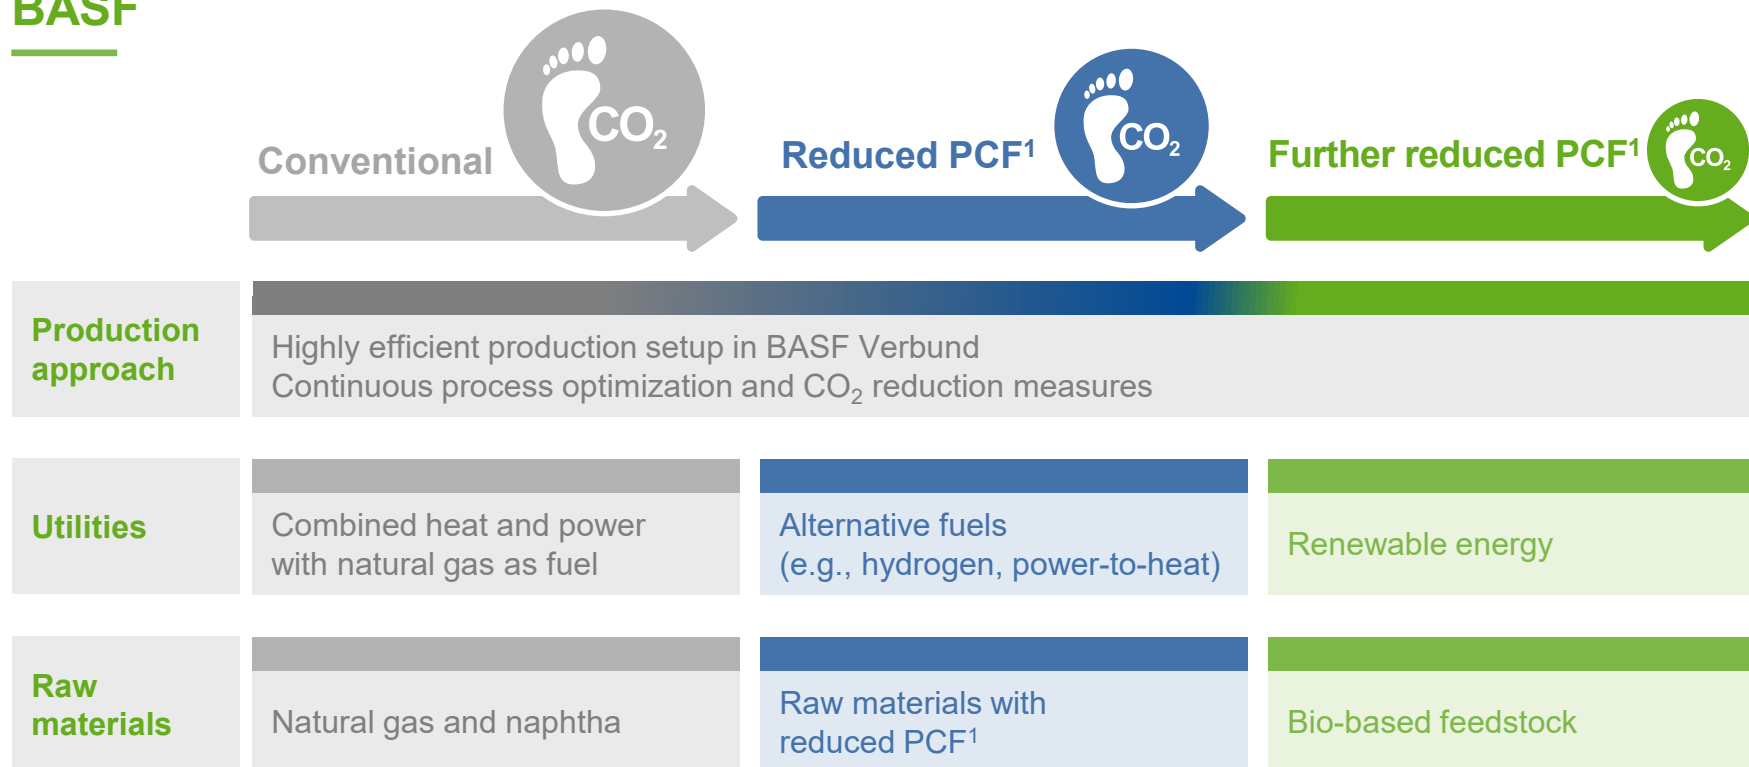 BASF
CO₂
CO₂
CO₂
Conventional
Reduced PCF¹
Further reduced PCF¹
Production
approach
Highly efficient production setup in BASF Verbund
Continuous process optimization and CO₂ reduction measures
Utilities
Combined heat and power
with natural gas as fuel
Alternative fuels
(e.g., hydrogen, power-to-heat)
Renewable energy
Raw
materials
Natural gas and naphtha
Raw materials with
reduced PCF¹
Bio-based feedstock